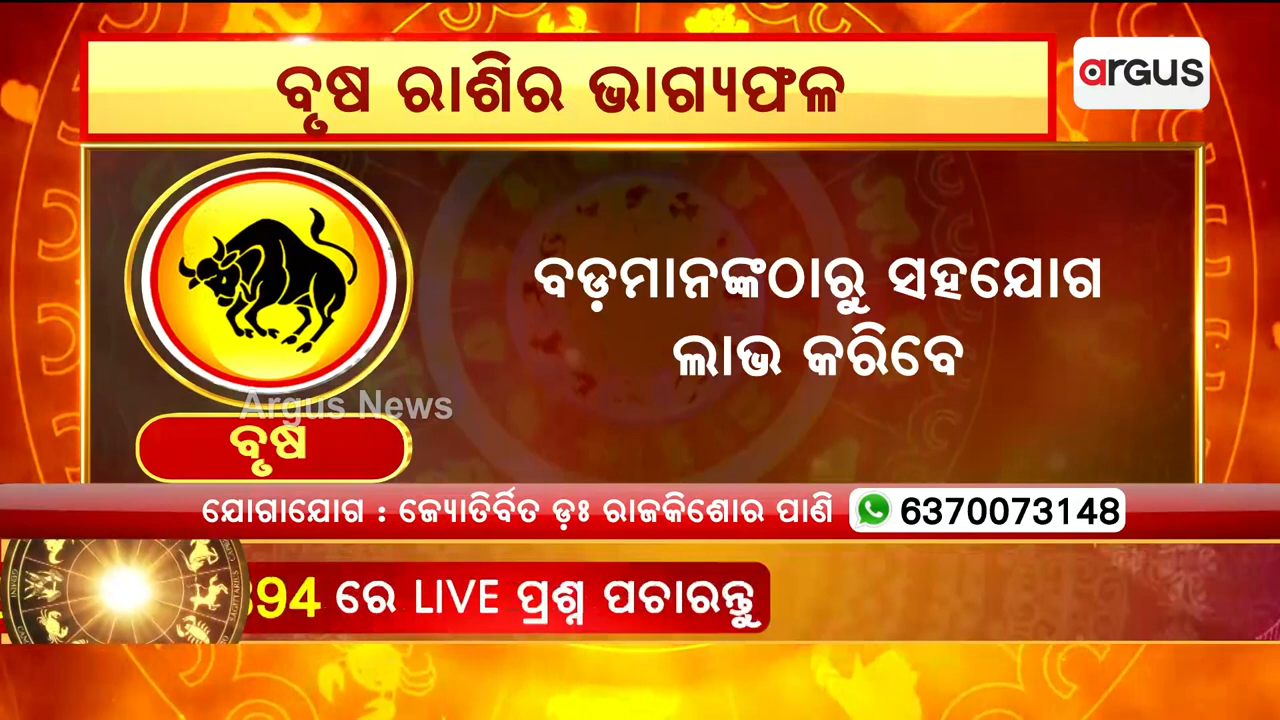 ବୃଷ ରାଶିର ଭାଗ୍ୟଫଳ
argus
ବଡ଼ମାନଙ୍କଠାରୁ ସହଯୋଗ
ଲାଭ କରିବେ
Argus News
ବୃଷ
ଯୋଗାଯୋଗ : ଜ୍ୟୋତିର୍ବିତ ଡ଼ଃ ରାଜକିଶୋର ପାଣି 6370073148
94 ରେ LIVE ପ୍ରଶ୍ନ ପଚାରନ୍ତୁ